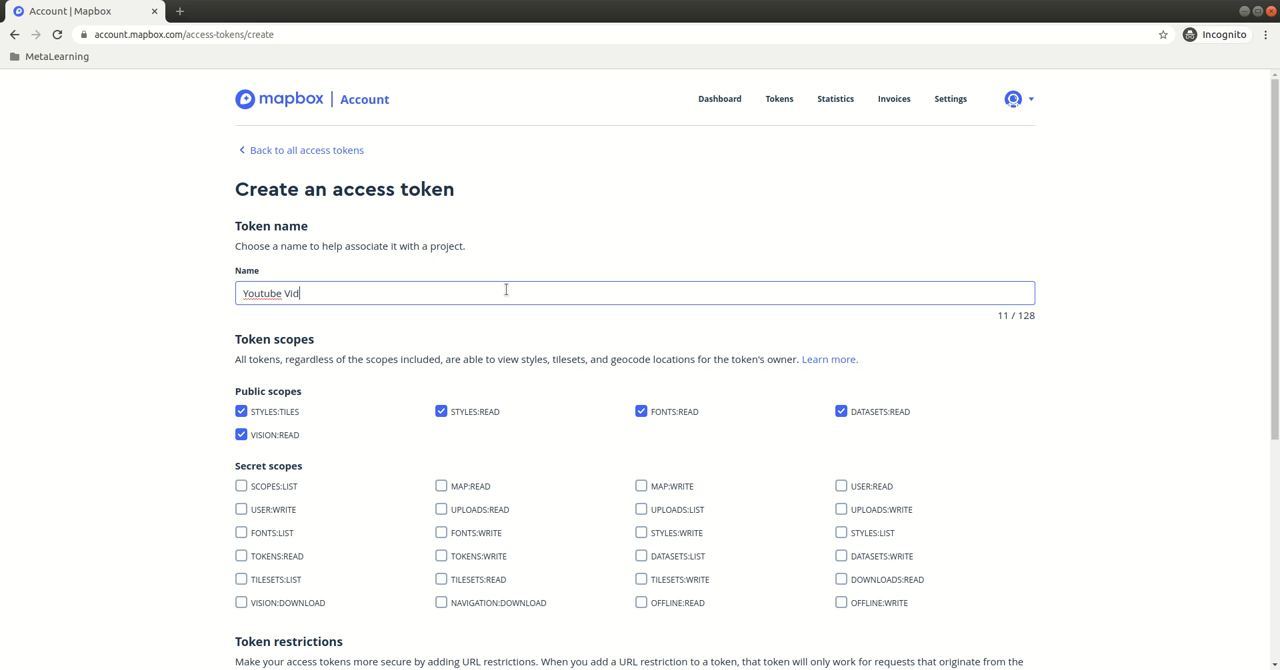 Account | Mapbox
account.mapbox.com/access-tokens/create
Incognito
MetaLearning
mapbox | Account
Dashboard Tokens Statistics Invoices Settings
Back to all access tokens
Create an access token
Token name
Choose a name to help associate it with a project.
Name
Youtube Vid
11 / 128
Token scopes
All tokens, regardless of the scopes included, are able to view styles, tilesets, and geocode locations for the token's owner. Learn more.
Public scopes
STYLES:TILES STYLES:READ FONTS:READ DATASETS:READ
VISION:READ
Secret scopes
SCOPES:LIST MAP:READ MAP:WRITE USER:READ
USER:WRITE UPLOADS:READ UPLOADS:LIST UPLOADS:WRITE
FONTS:LIST FONTS:WRITE STYLES:WRITE STYLES:LIST
TOKENS:READ TOKENS:WRITE DATASETS:LIST DATASETS:WRITE
TILESETS:LIST TILESETS:READ TILESETS:WRITE DOWNLOADS:READ
VISION:DOWNLOAD NAVIGATION:DOWNLOAD OFFLINE:READ OFFLINE:WRITE
Token restrictions
Make your access tokens more secure by adding URL restrictions. When you add a URL restriction to a token, that token will only work for requests that originate from the